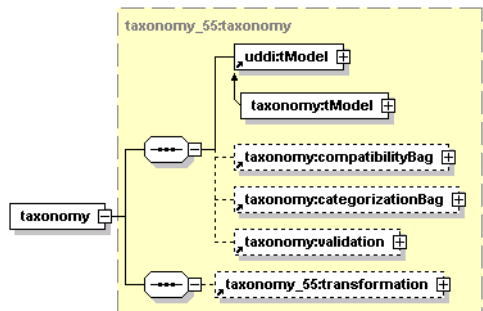 taxonomy_55:taxonomy
uddi:tModel
taxonomy:tModel
taxonomy:compatibilityBag
taxonomy:categorizationBag
taxonomy
taxonomy:validation
taxonomy_55:transformation